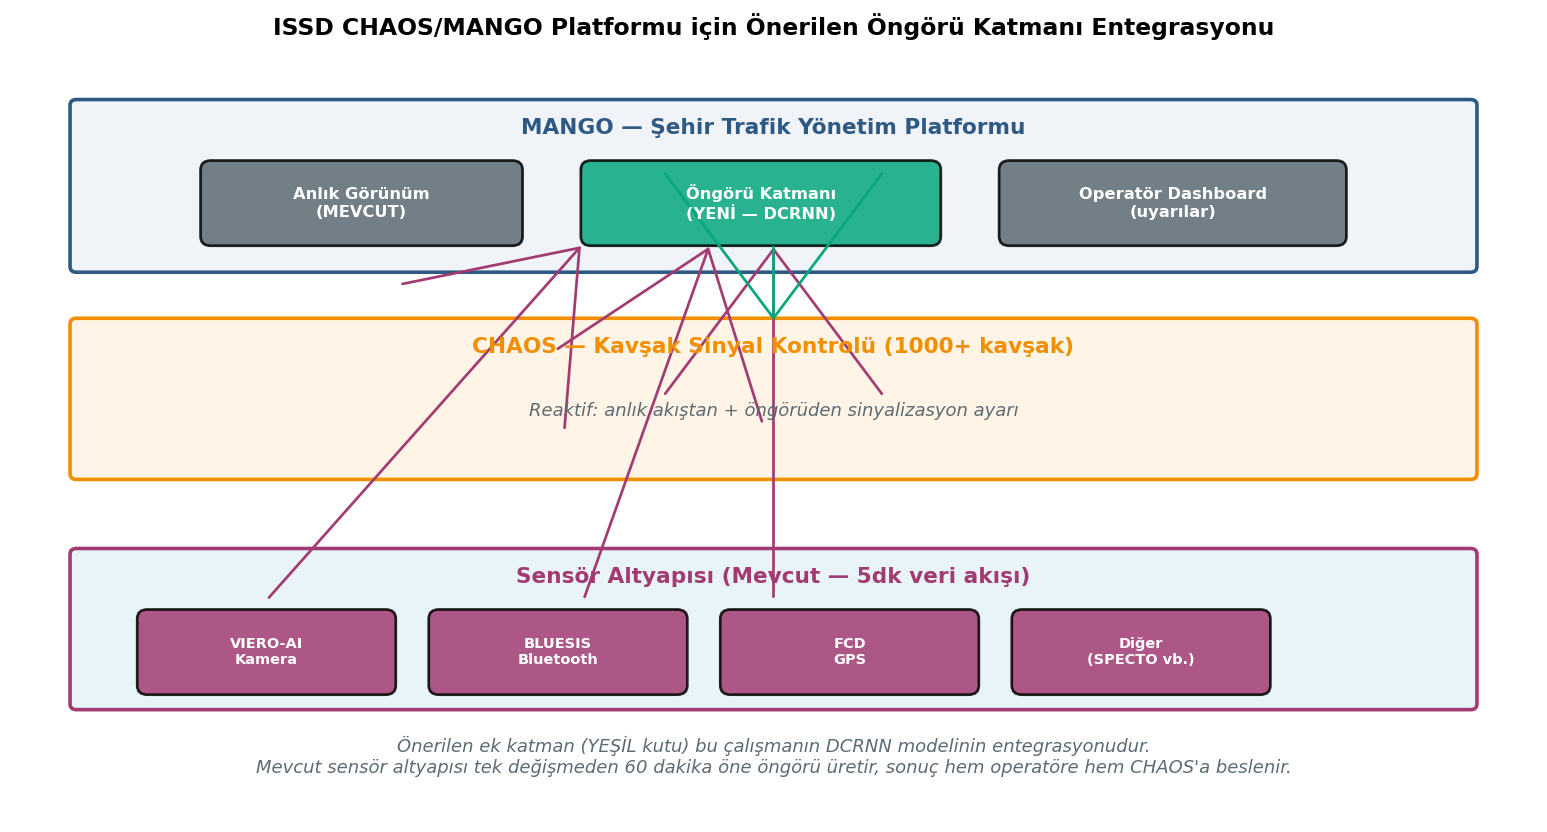 ISSD CHAOS/MANGO Platformu için Önerilen Öngörü Katmanı Entegrasyonu
MANGO — Şehir Trafik Yönetim Platformu
Anlık Görünüm
(MEVCUT)
Öngörü Katmanı
(YENİ — DCRNN)
Operatör Dashboard
(uyarılar)
CHAOS — Kavşak Sinyal Kontrolü (1000+ kavşak)
Reaktif: anlık akıştan + öngörüden sinyalizasyon ayarı
Sensör Altyapısı (Mevcut — 5dk veri akışı)
VIERO-AI
Kamera
BLUESIS
Bluetooth
FCD
GPS
Diğer
(SPECTO vb.)
Önerilen ek katman (YEŞİL kutu) bu çalışmanın DCRNN modelinin entegrasyonudur.
Mevcut sensör altyapısı tek değişmeden 60 dakika öne öngörü üretir, sonuç hem operatöre hem CHAOS'a beslenir.